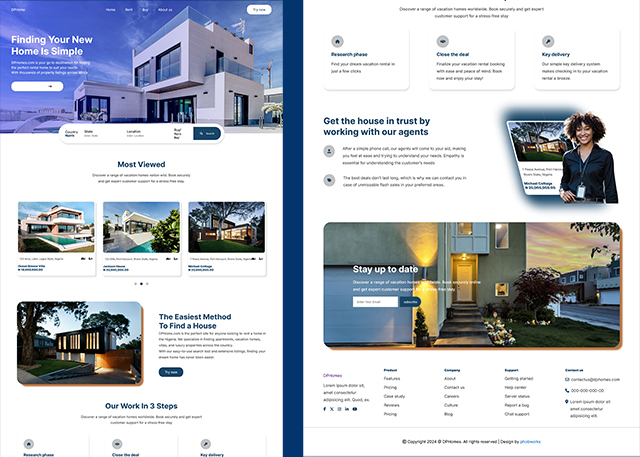 DPHomes
Home Rent Buy About us
Try now
Finding Your New
Home Is Simple
DPHomes.com is your go to destination for finding
the perfect rental home to suit your needs.
With thousands of property listings across
Country
Nigeria
State
Enter State
Location
Enter Location
Buy/
Rent
Buy
Search
Most Viewed
Discover a range of vacation homes nation wild. Book securely
and get expert customer support for a stress-free stay.
Jackson House
Michael Cottage
The Easiest Method
To Find a House
DPHome.com is the perfect site for anyone looking to rent a home in
the Nigeria. We specialize in finding apartments, vacation homes,
villas, and luxury properties across the country.
With our easy-to-use search tool and extensive listings, finding your
dream home has never been easier.
Try now
Our Work In 3 Steps
Discover a range of vacation homes worldwide. Book securely and get expert
customer support for a stress-free stay
Research phase
Close the deal
Key delivery
Discover a range of vacation homes worldwide. Book securely and get expert
customer support for a stress-free stay
Research phase
Find your dream vacation rental in
just a few clicks
Close the deal
Finalize your vacation rental booking
with ease and peace of mind. Book
now and enjoy your stay!
Key delivery
Our simple key delivery system
makes checking in to your vacation
rental a breeze.
Get the house in trust by
working with our agents
After a simple phone call, our agents will come to your aid, making
you feel at ease and trying to understand your needs. Empathy is
essential for understanding the customer's needs
The best deals don't last long, which is why we can contact you in
case of unmissable flash sales in your preferred areas.
Michael Cottage
Stay up to date
Discover a range of vacation homes worldwide. Book securely online
and get expert customer support for a stress-free stay
Enter Your Email
subscribe
DPHomes
Lorem ipsum dolor sit,
amet consectetur
adipisicing elit. Quod, ex.
Product
Features
Pricing
Case study
Reviews
Pricing
Company
About
Contact us
Careers
Culture
Blog
Support
Getting started
Help center
Server status
Report a bug
Chat support
Contact us
contactus@dphomes.com
000-000-000-00
Lorem ipsum dolor sit
amet consectetur
adipisicing elit.
© Copyright 2024 © DPHomes. All rights reserved | Design by phobworks